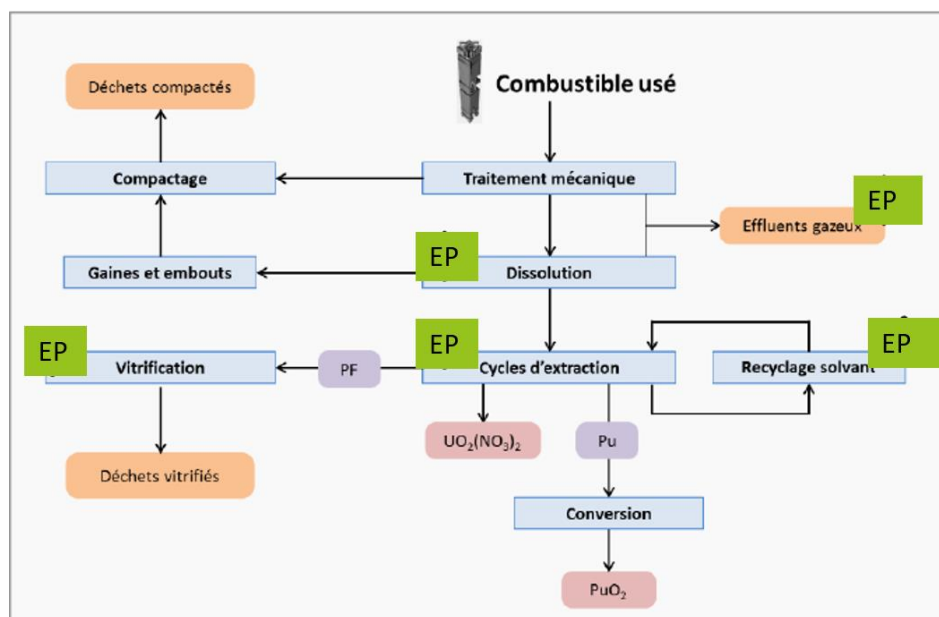 Combustible usé
Déchets compactés
Compactage
Traitement mécanique
EP
Effluents gazeux
Gaines et embouts
EP
Dissolution
EP
Vitrification
PF
EP
Cycles d'extraction
EP
Recyclage solvant
UO₂(NO₃)₂
Pu
Déchets vitrifiés
Conversion
PuO₂